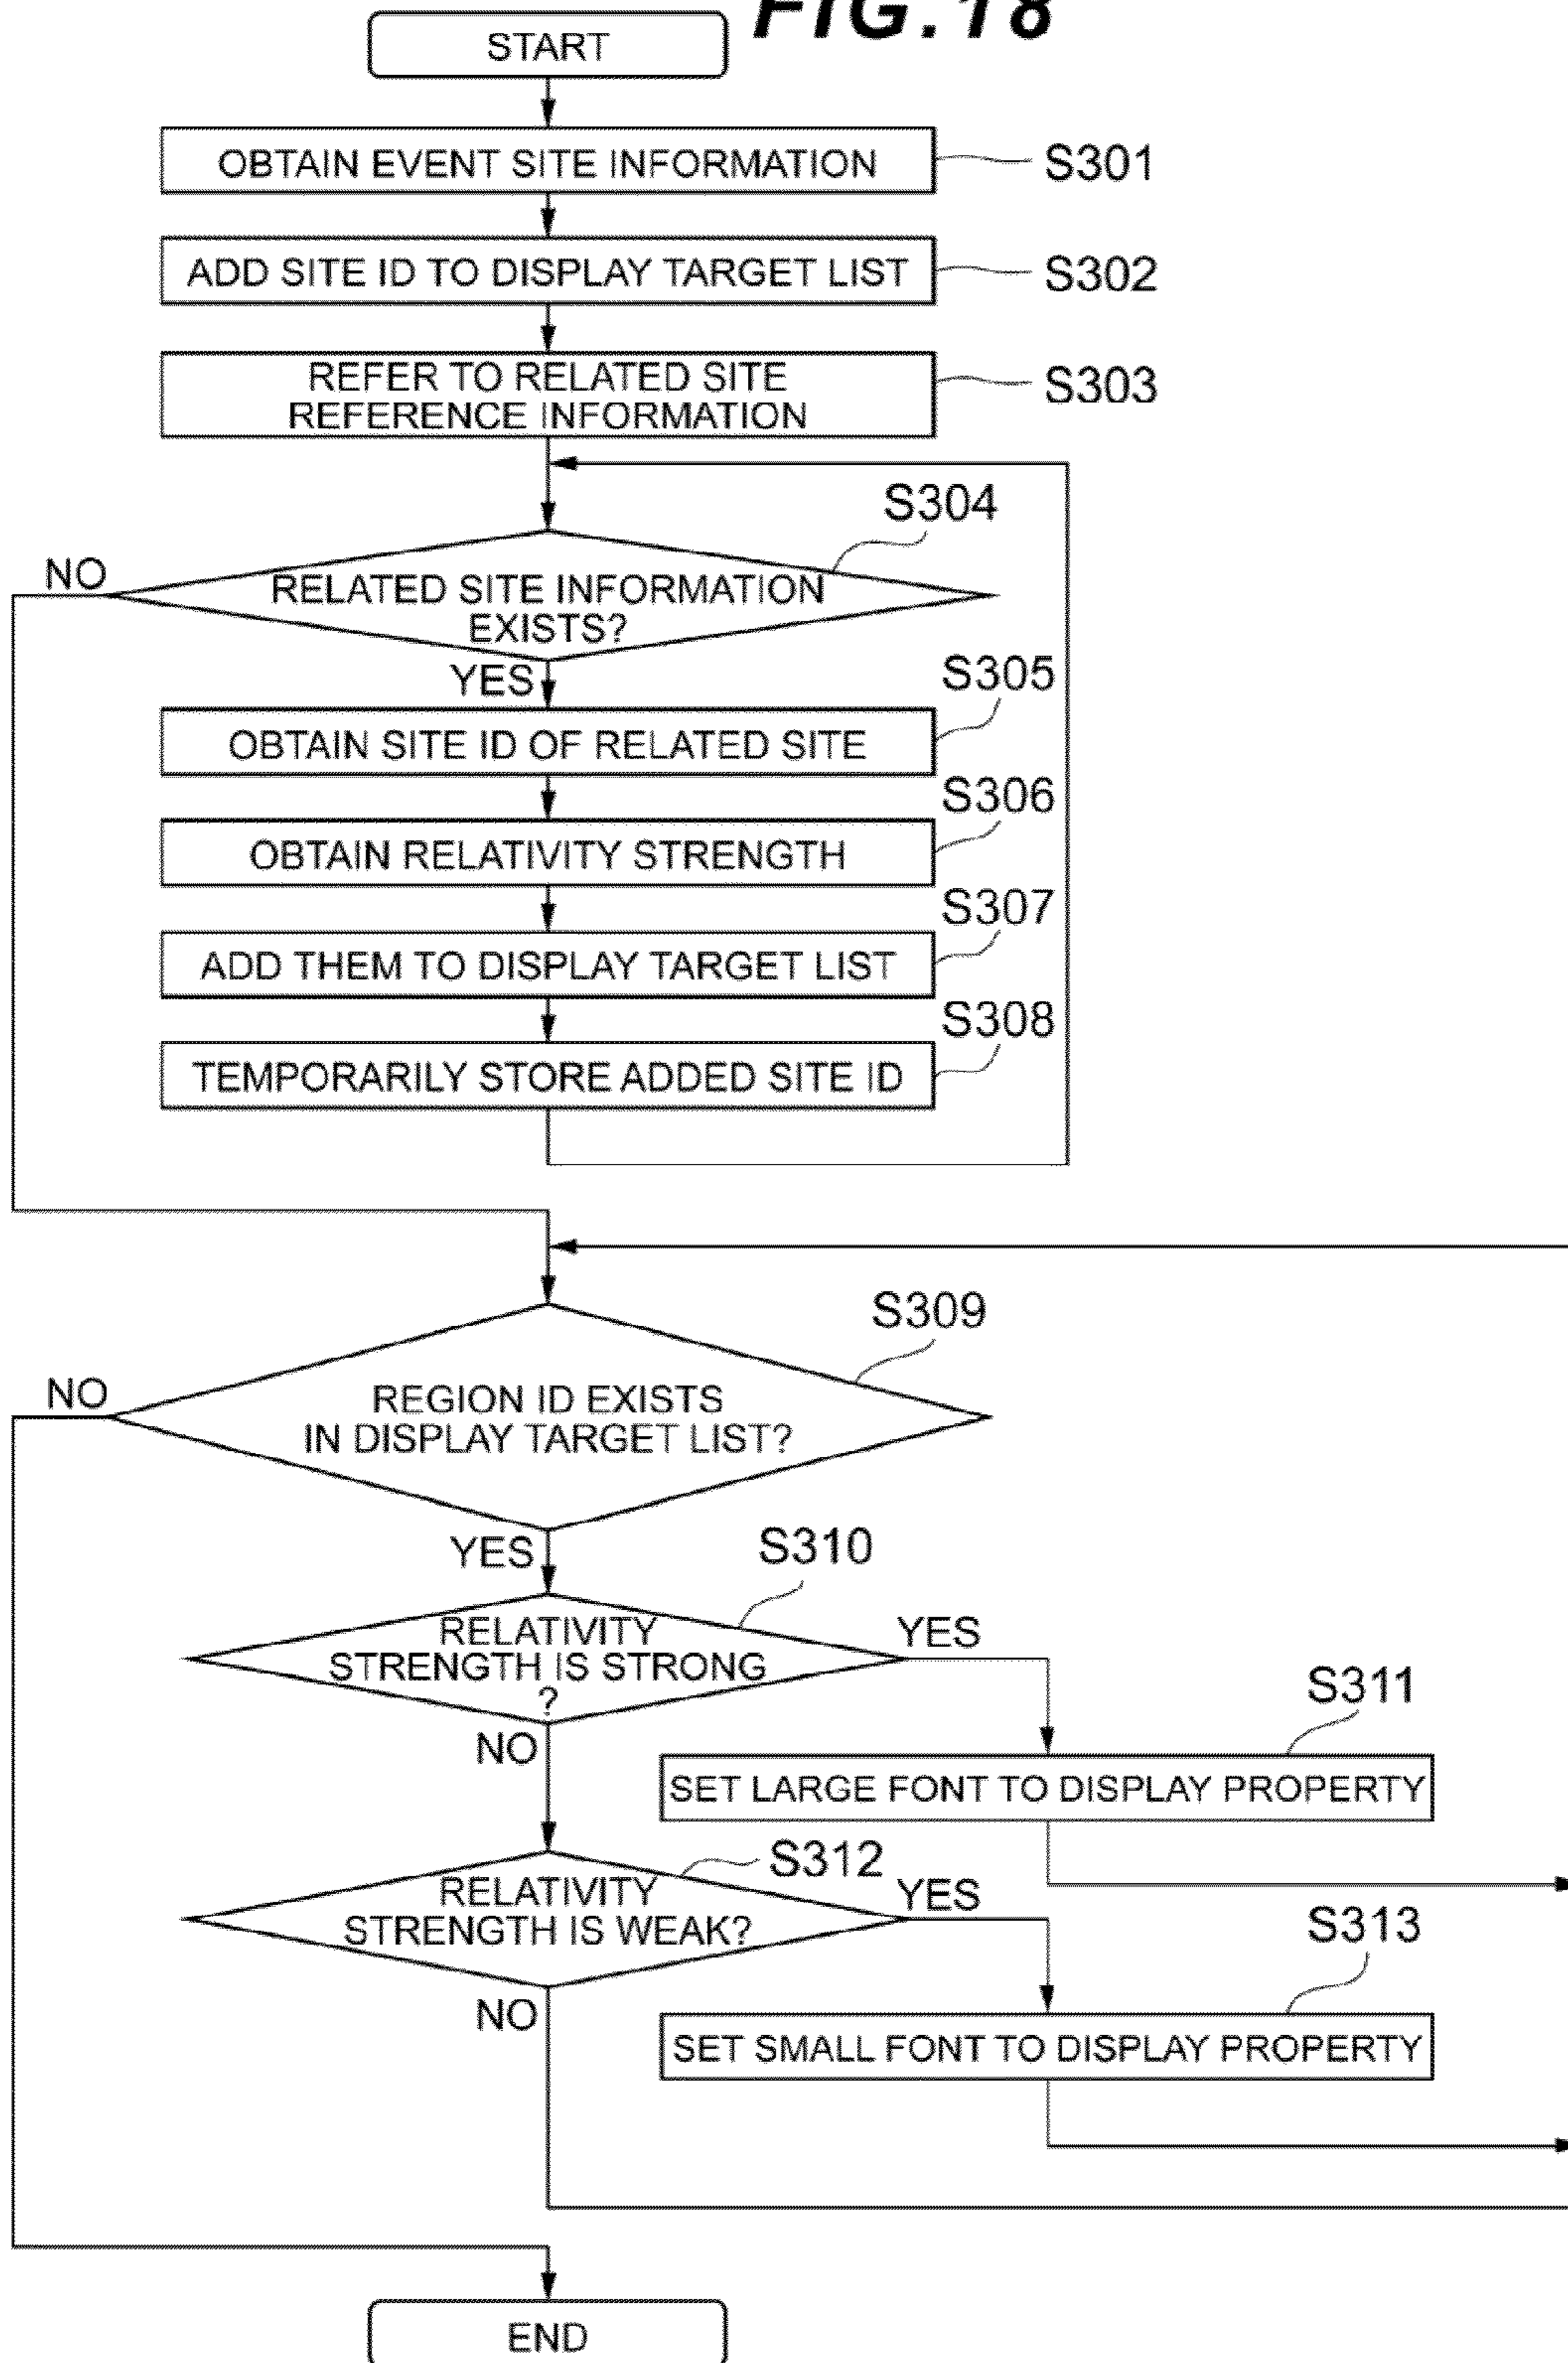 FIG.18
START
OBTAIN EVENT SITE INFORMATION
S301
ADD SITE ID TO DISPLAY TARGET LIST
S302
REFER TO RELATED SITE
REFERENCE INFORMATION
S303
S304
NO
RELATED SITE INFORMATION
EXISTS?
YES
S305
OBTAIN SITE ID OF RELATED SITE
S306
OBTAIN RELATIVITY STRENGTH
S307
ADD THEM TO DISPLAY TARGET LIST
S308
TEMPORARILY STORE ADDED SITE ID
S309
NO
REGION ID EXISTS
IN DISPLAY TARGET LIST?
YES
S310
RELATIVITY
STRENGTH IS STRONG
?
YES
NO
S311
SET LARGE FONT TO DISPLAY PROPERTY
S312
RELATIVITY
STRENGTH IS WEAK?
YES
NO
S313
SET SMALL FONT TO DISPLAY PROPERTY
END